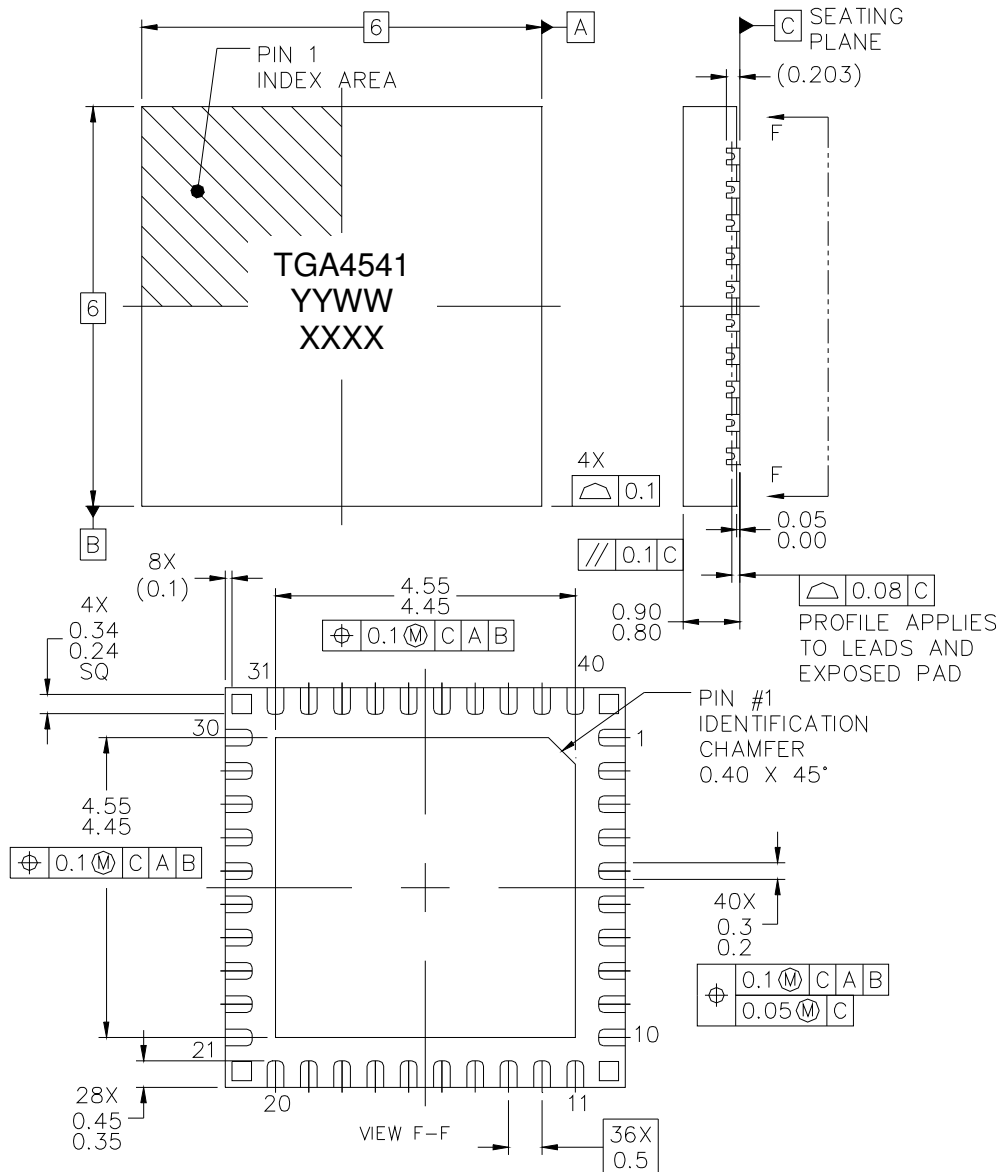 6
A
C
SEATING
PLANE
PIN 1
INDEX AREA
(0.203)
F
TGA4541
YYWW
XXXX
6
4X
0.1
F
B
0.05
0.00
// 0.1 C
8X
(0.1)
4.55
4.45
0.08 C
PROFILE APPLIES
TO LEADS AND
EXPOSED PAD
4X
0.34
0.24
SQ
⌖ 0.1 Ⓜ C A B
0.90
0.80
31
40
PIN #1
IDENTIFICATION
CHAMFER
0.40 X 45°
30
1
4.55
4.45
⌖ 0.1 Ⓜ C A B
40X
0.3
0.2
⌖ 0.1 Ⓜ C A B
0.05 Ⓜ C
21
10
28X
0.45
0.35
20
11
VIEW F-F
36X
0.5